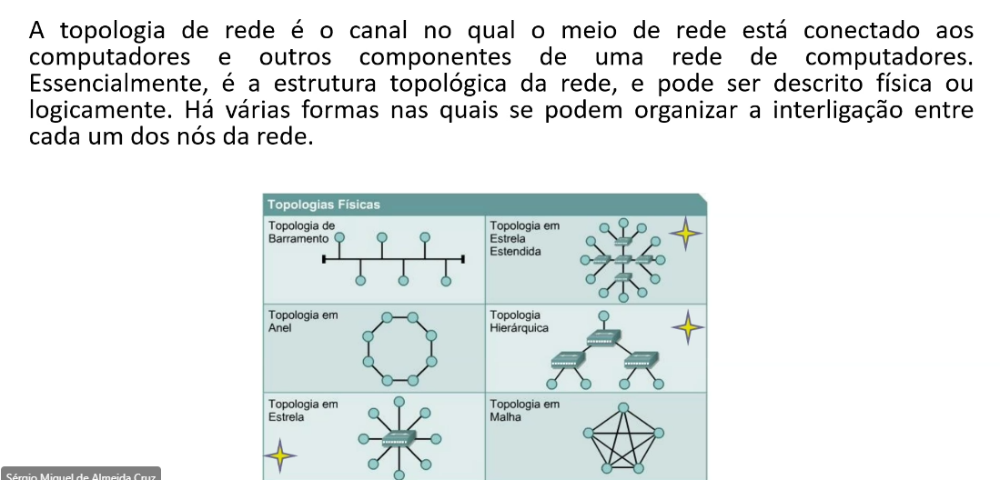 A topologia de rede é o canal no qual o meio de rede está conectado aos
computadores e outros componentes de uma rede de computadores.
Essencialmente, é a estrutura topológica da rede, e pode ser descrito física ou
logicamente. Há várias formas nas quais se podem organizar a interligação entre
cada um dos nós da rede.
Topologias Físicas
Topologia de
Barramento
Topologia em
Estrela
Estendida
Topologia em
Anel
Topologia
Hierárquica
Topologia em
Estrela
Topologia em
Malha
Sérgio Miguel de Almeida Cruz